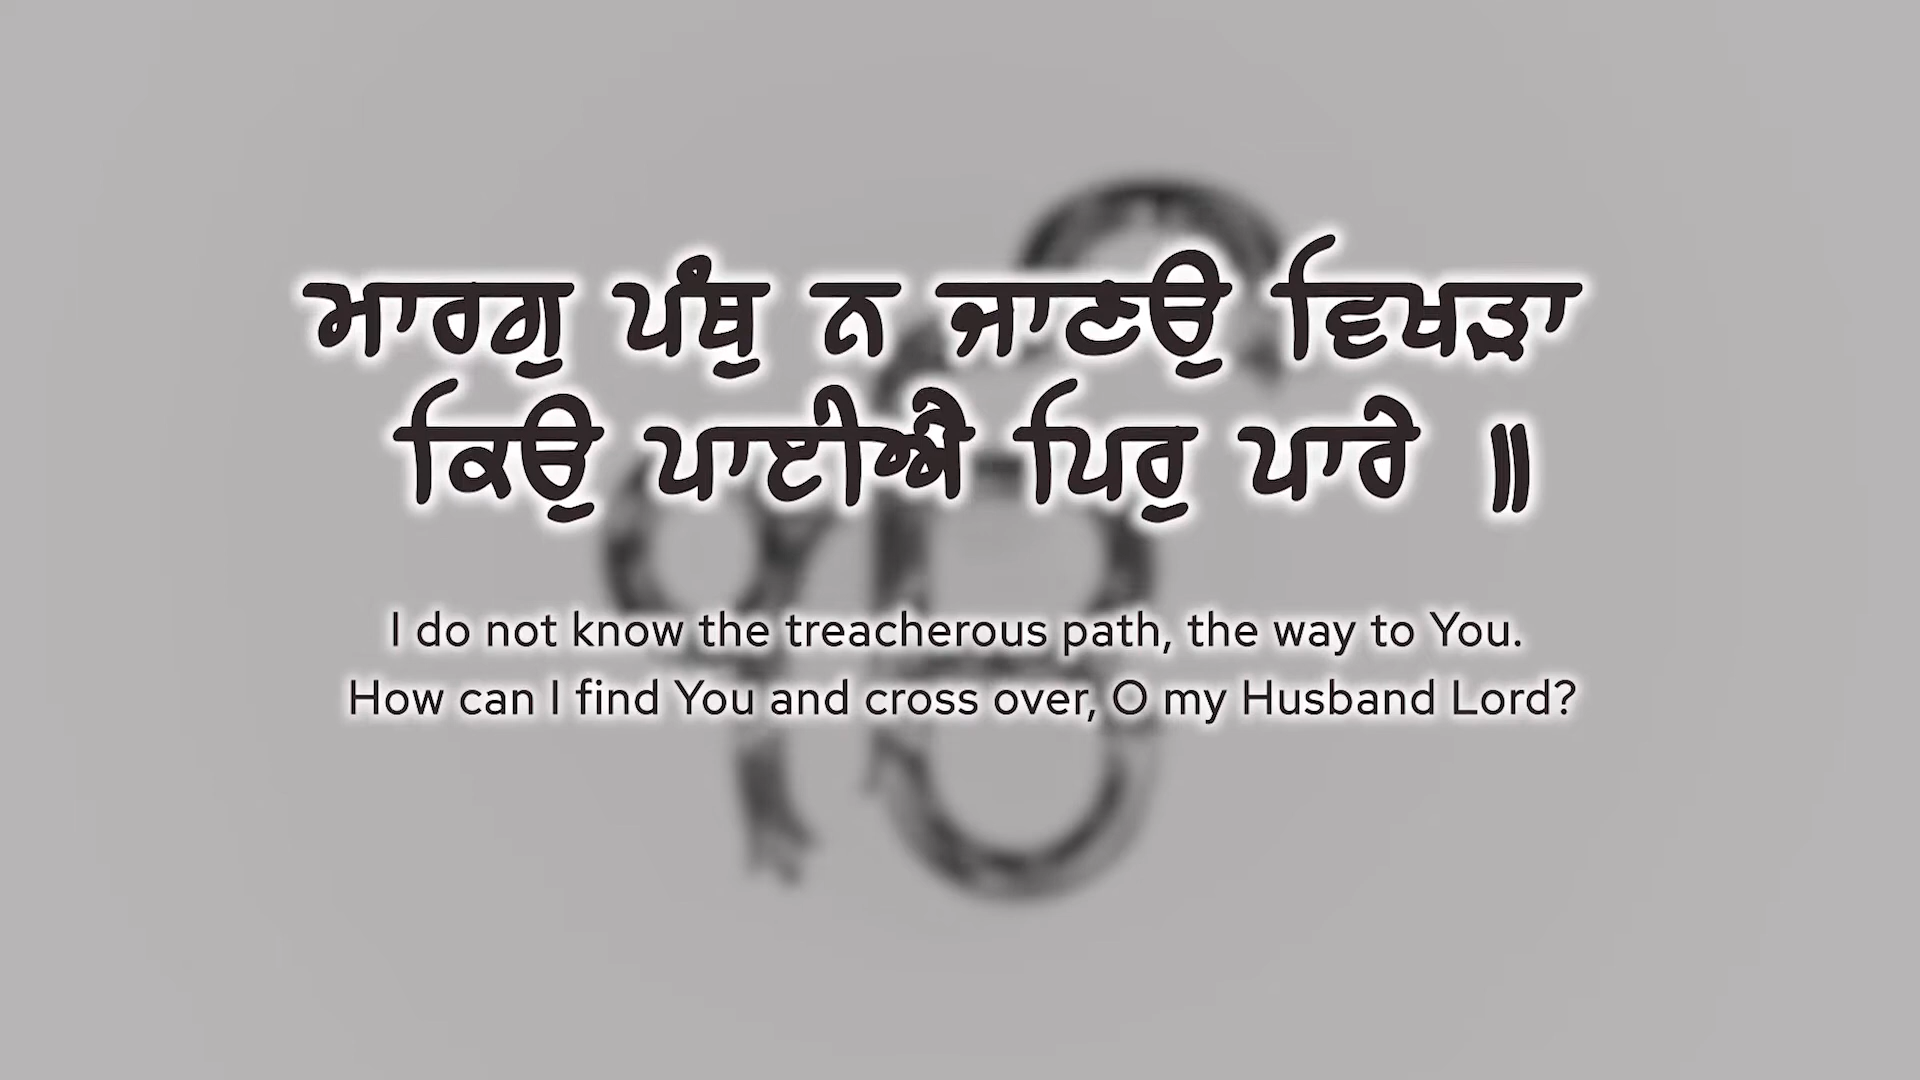 ਮਾਰਗੁ ਪੰਥੁ ਨ ਜਾਣਉ ਵਿਖੜਾ
ਕਿਉ ਪਾਈਐ ਪਿਰੁ ਪਾਰੇ ॥
I do not know the treacherous path, the way to You.
How can I find You and cross over, O my Husband Lord?